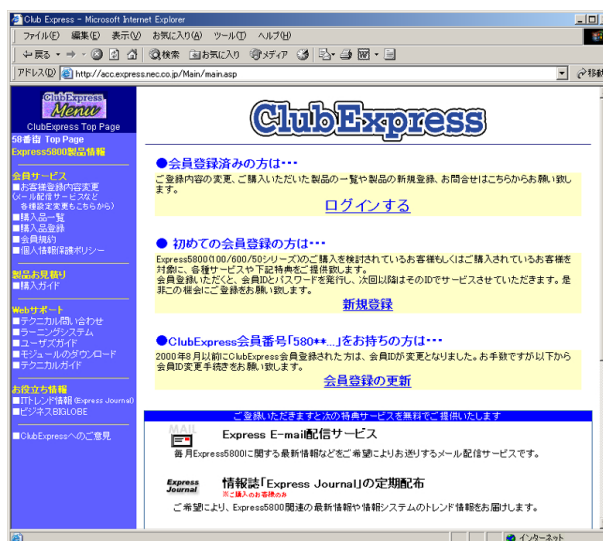 Club Express - Microsoft Internet Explorer
ファイル(F) 編集(E) 表示(V) お気に入り(A) ツール(T) ヘルプ(H)
戻る 検索 お気に入り メディア
アドレス(D) http://acc.express.nec.co.jp/Main/main.asp 移動
ClubExpress
Menu
ClubExpress Top Page
58番街 Top Page
Express5800製品情報
会員サービス
■お客様登録内容変更
(メール配信サービスなど
各種設定変更もこちらから)
■購入品一覧
■購入品登録
■会員規約
■個人情報保護ポリシー
製品お見積り
■購入ガイド
Webサポート
■テクニカル問い合わせ
■ラーニングシステム
■ユーザズガイド
■モジュールのダウンロード
■テクニカルガイド
お役立ち情報
■ITトレンド情報(Express Journal)
■ビジネスBIGLOBE
■ClubExpressへのご意見
ClubExpress
●会員登録済みの方は・・・
ご登録内容の変更、ご購入いただいた製品の一覧や製品の新規登録、お問合せはこちらからお願い致し
ます。
ログインする
● 初めての会員登録の方は・・・
Express5800(100/600/50シリーズ)のご購入を検討されているお客様もしくはご購入されているお客様を
対象に、各種サービスや下記特典をご提供致します。
会員登録いただくと、会員IDとパスワードを発行し、次回以降はそのIDでサービスさせていただきます。是
非この機会にご登録をお願い致します。
新規登録
●ClubExpress会員番号「580**...」をお持ちの方は・・・
2000年8月以前にClubExpress会員登録された方は、会員IDが変更となりました。お手数ですが以下から
会員ID変更手続きをお願い致します。
会員登録の更新
ご登録いただきますと次の特典サービスを無料でご提供いたします
MAIL
Express E-mail配信サービス
毎月Express5800に関する最新情報などをご希望によりお送りするメール配信サービスです。
Express
Journal
情報誌「Express Journal」の定期配布
※ご購入のお客様のみ
ご希望により、Express5800関連の最新情報や情報システムのトレンド情報をお届けします。
インターネット